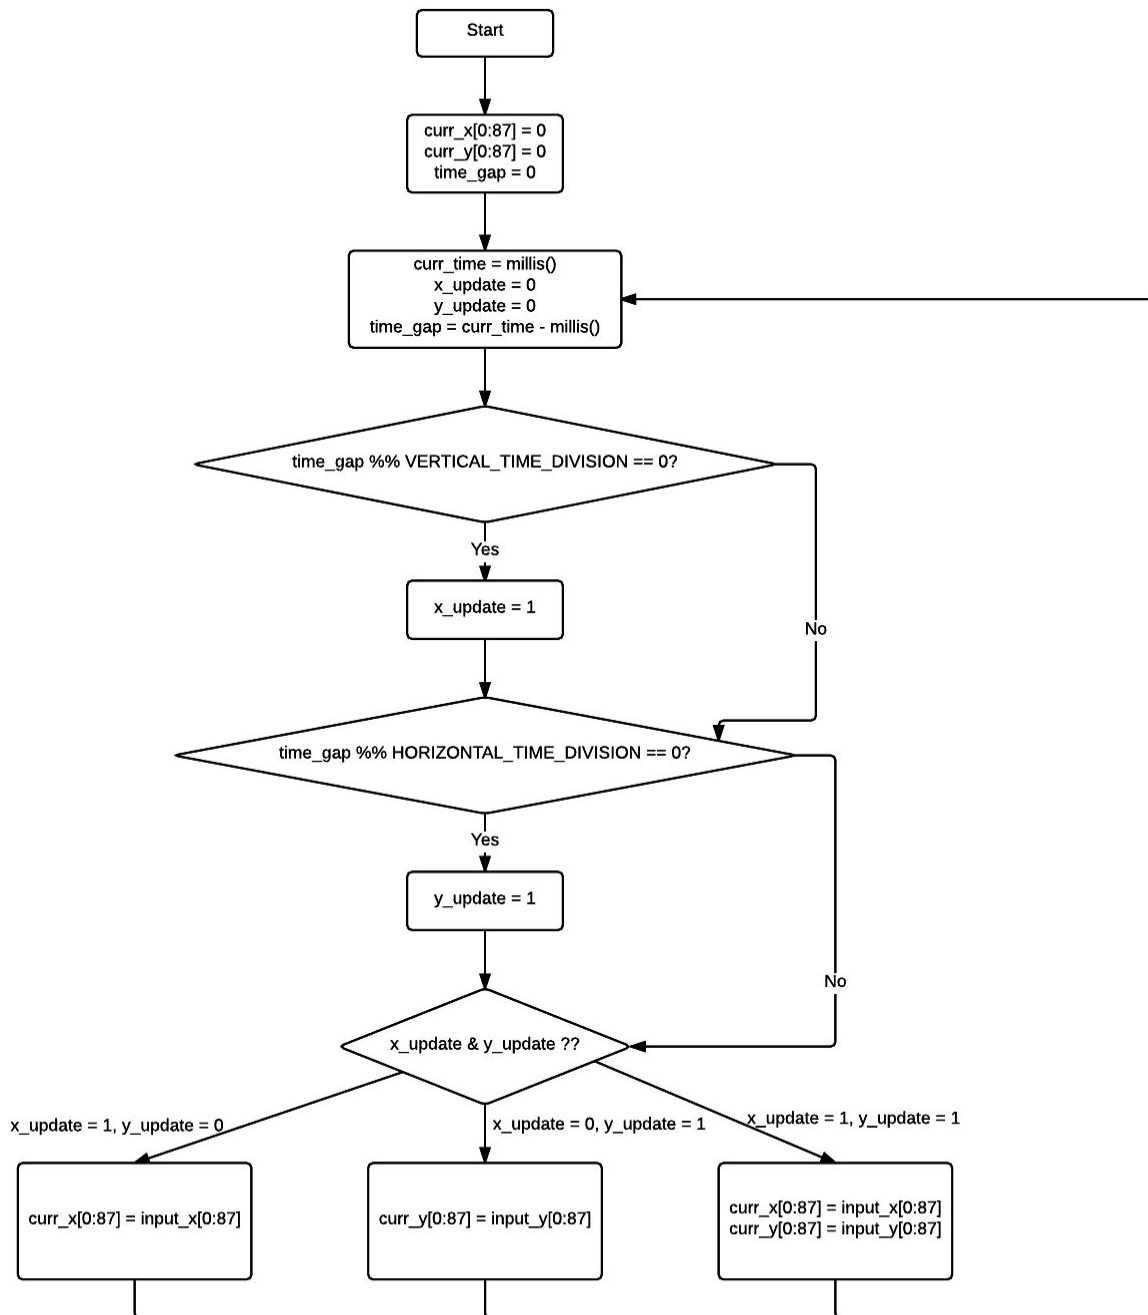 Start
curr_x[0:87] = 0
curr_y[0:87] = 0
time_gap = 0
curr_time = millis()
x_update = 0
y_update = 0
time_gap = curr_time - millis()
time_gap %% VERTICAL_TIME_DIVISION == 0?
Yes
x_update = 1
No
time_gap %% HORIZONTAL_TIME_DIVISION == 0?
Yes
y_update = 1
No
x_update & y_update ??
x_update = 1, y_update = 0
x_update = 0, y_update = 1
x_update = 1, y_update = 1
curr_x[0:87] = input_x[0:87]
curr_y[0:87] = input_y[0:87]
curr_x[0:87] = input_x[0:87]
curr_y[0:87] = input_y[0:87]